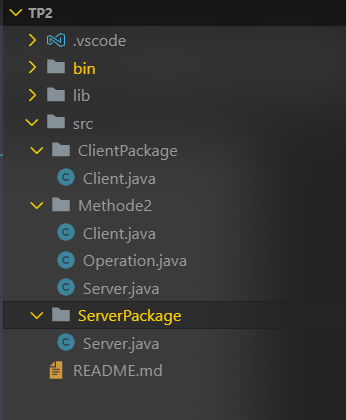 TP2
.vscode
bin
lib
src
ClientPackage
Client.java
Methode2
Client.java
Operation.java
Server.java
ServerPackage
Server.java
README.md